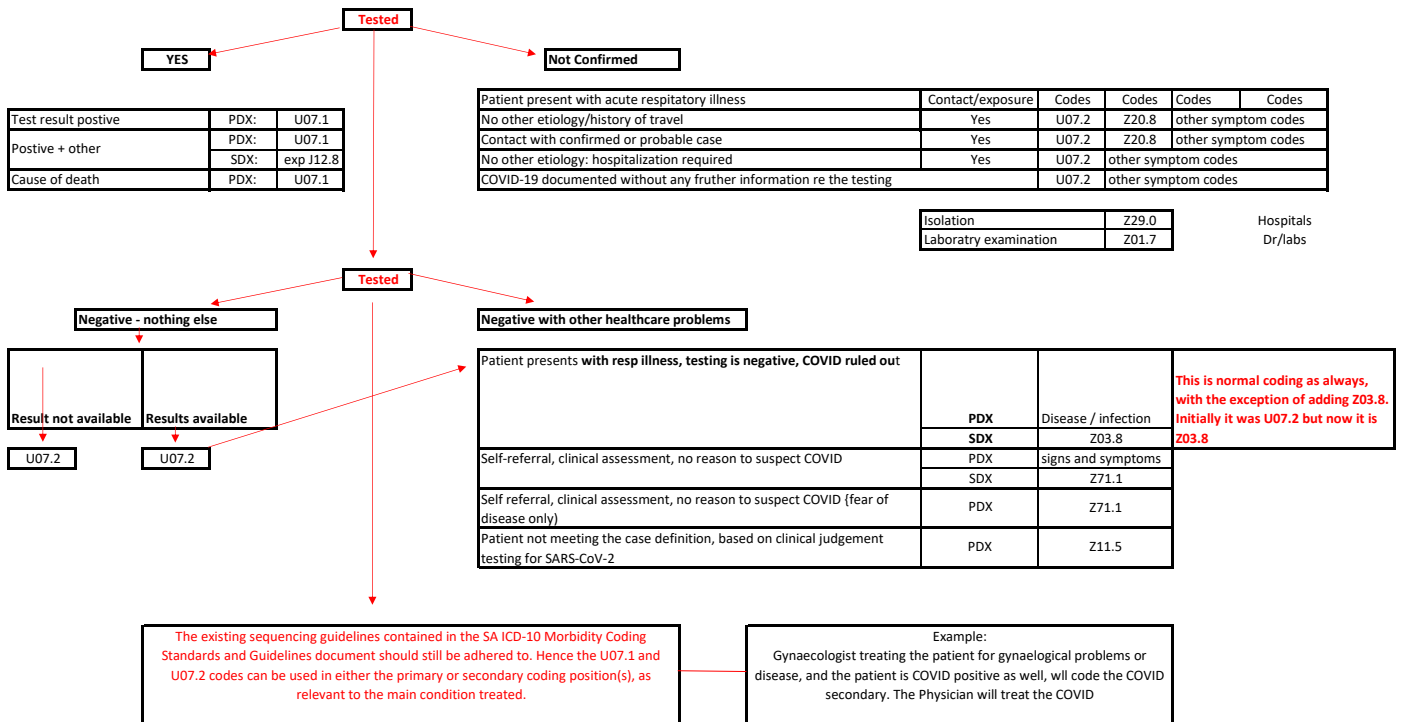 Tested
YES
Not Confirmed
Test result postive PDX: U07.1
Postive + other PDX: U07.1
SDX: exp J12.8
Cause of death PDX: U07.1
Patient present with acute respitatory illness Contact/exposure Codes Codes Codes Codes
No other etiology/history of travel Yes U07.2 Z20.8 other symptom codes
Contact with confirmed or probable case Yes U07.2 Z20.8 other symptom codes
No other etiology: hospitalization required Yes U07.2 other symptom codes
COVID-19 documented without any fruther information re the testing U07.2 other symptom codes
Isolation Z29.0 Hospitals
Laboratry examination Z01.7 Dr/labs
Tested
Negative - nothing else
Negative with other healthcare problems
Result not available Results available
U07.2 U07.2
Patient presents with resp illness, testing is negative, COVID ruled out
PDX Disease / infection
SDX Z03.8
This is normal coding as always,
with the exception of adding Z03.8.
Initially it was U07.2 but now it is
Z03.8
Self-referral, clinical assessment, no reason to suspect COVID PDX signs and symptoms
SDX Z71.1
Self referral, clinical assessment, no reason to suspect COVID {fear of
disease only) PDX Z71.1
Patient not meeting the case definition, based on clinical judgement
testing for SARS-CoV-2 PDX Z11.5
The existing sequencing guidelines contained in the SA ICD-10 Morbidity Coding
Standards and Guidelines document should still be adhered to. Hence the U07.1 and
U07.2 codes can be used in either the primary or secondary coding position(s), as
relevant to the main condition treated.
Example:
Gynaecologist treating the patient for gynaelogical problems or
disease, and the patient is COVID positive as well, wll code the COVID
secondary. The Physician will treat the COVID